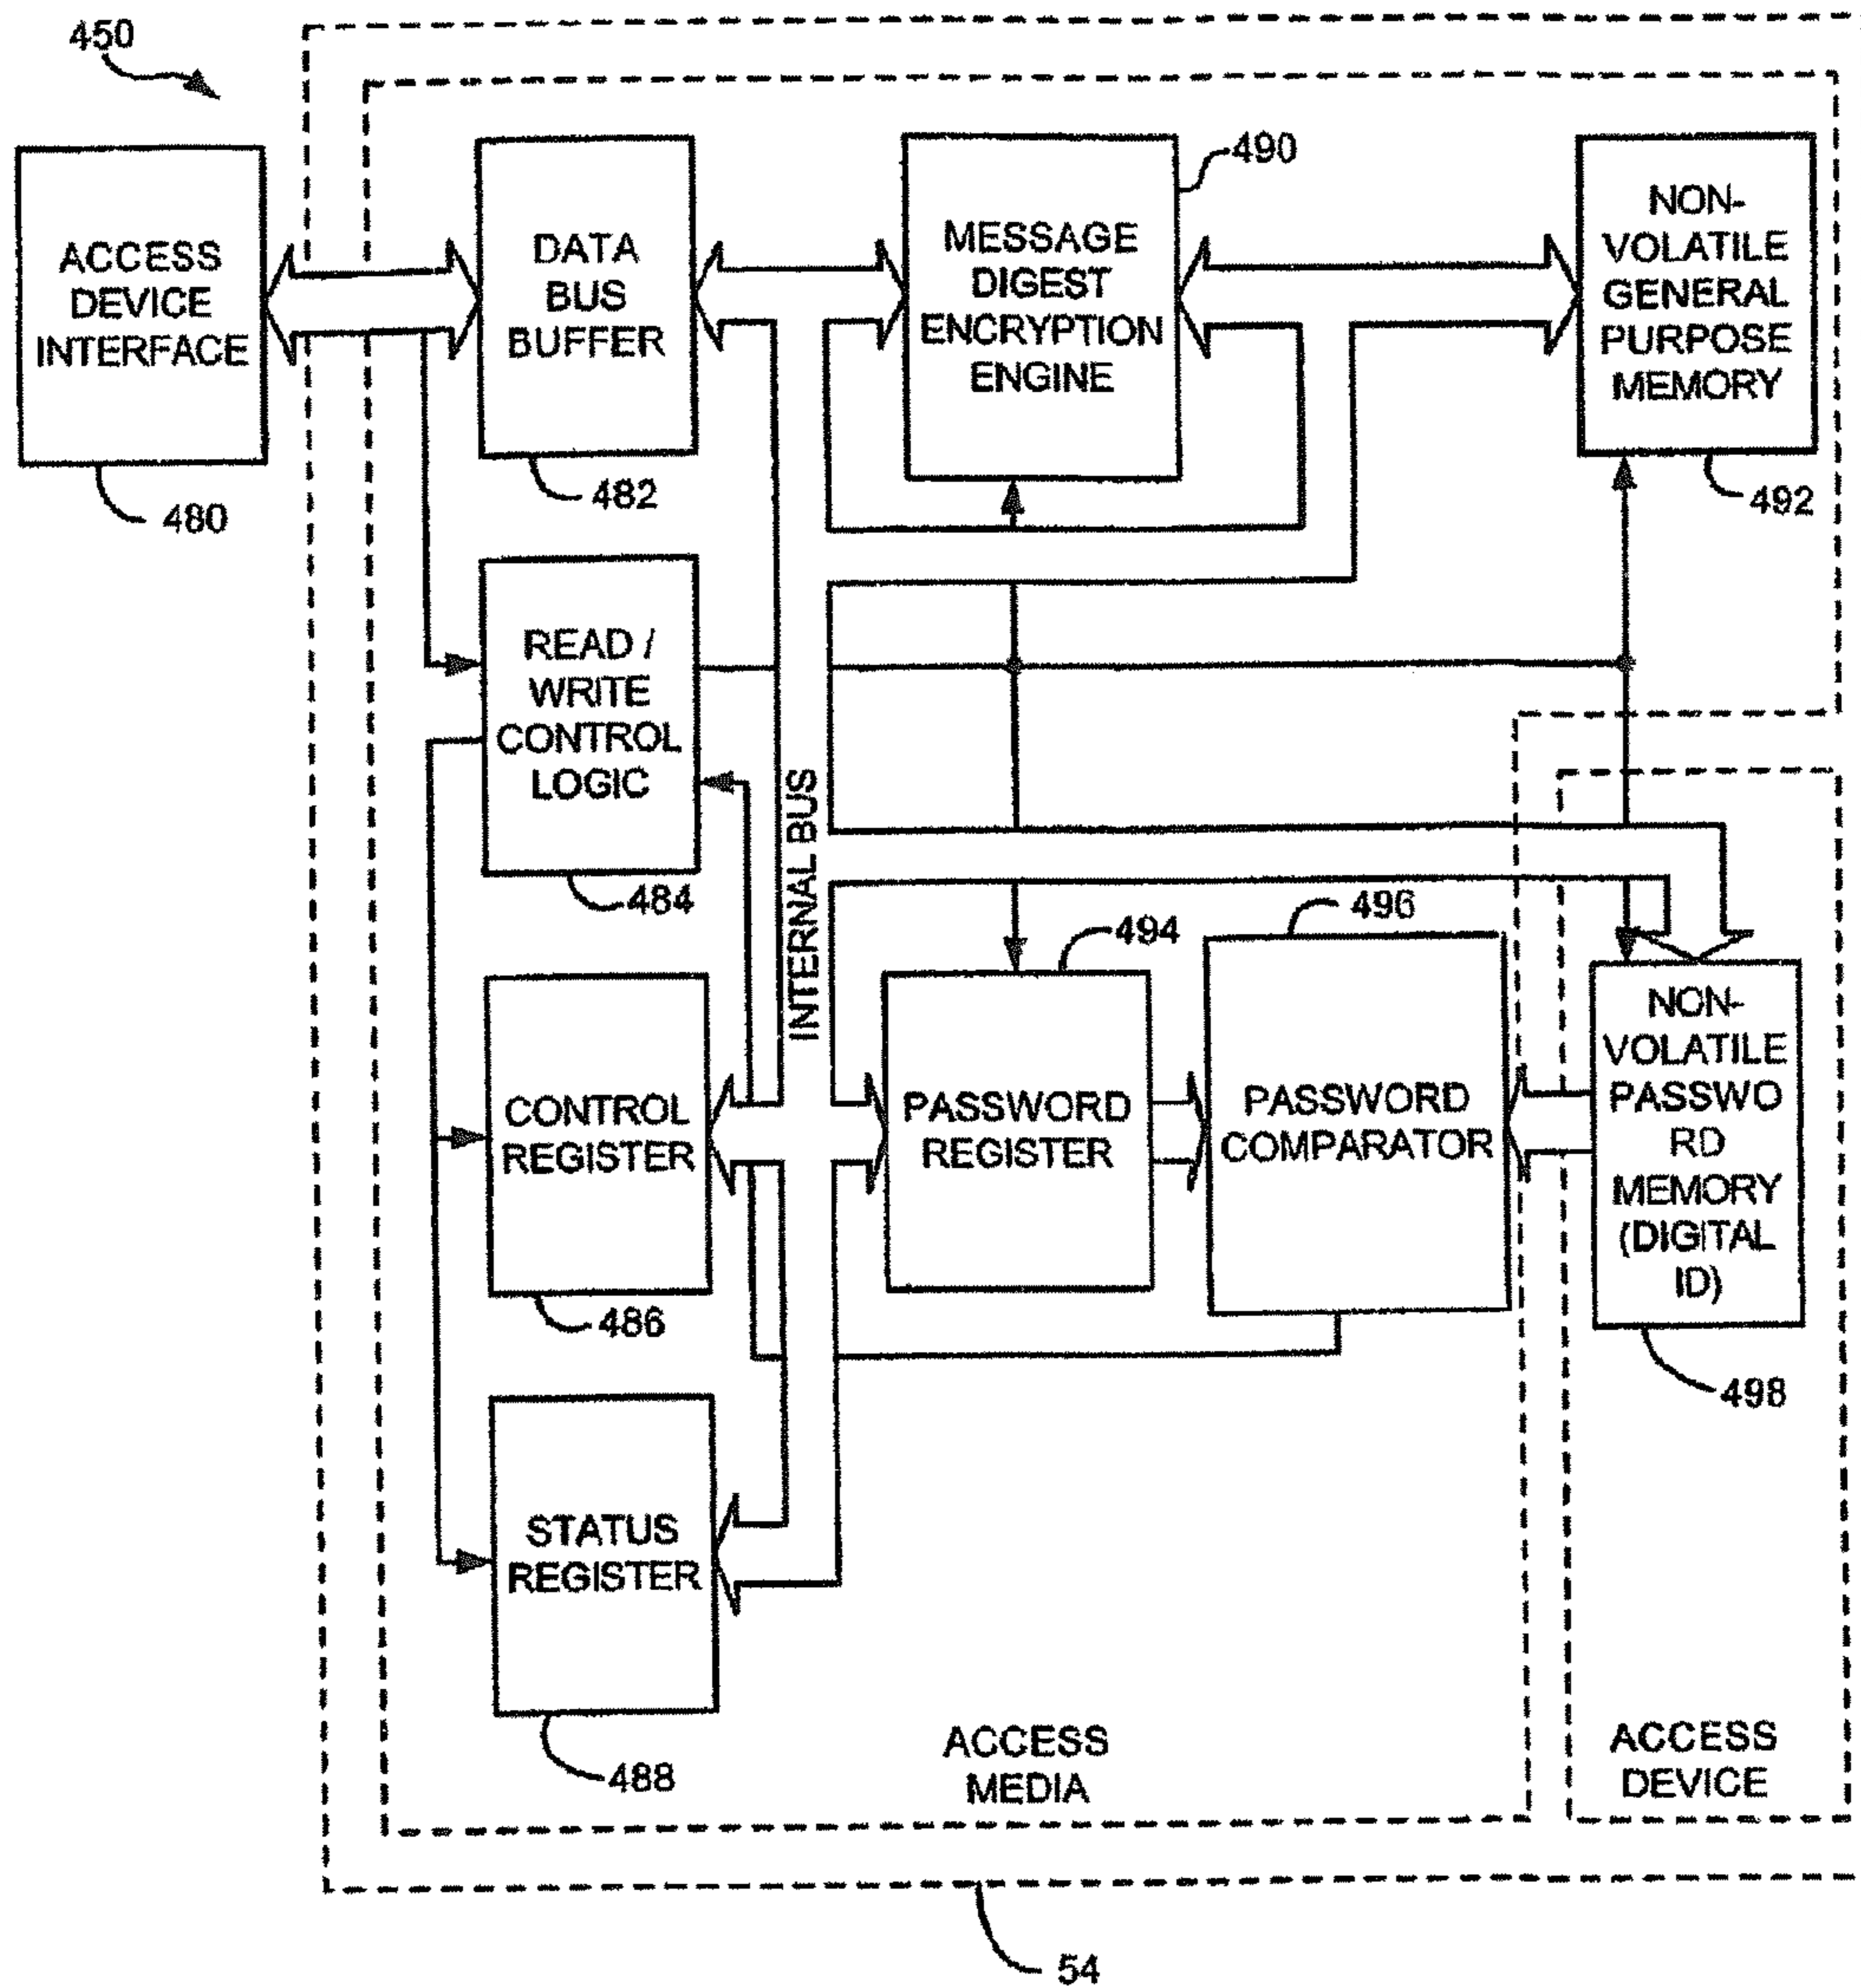 450
ACCESS
DEVICE
INTERFACE
480
DATA
BUS
BUFFER
482
MESSAGE
DIGEST
ENCRYPTION
ENGINE
490
NON-
VOLATILE
GENERAL
PURPOSE
MEMORY
492
READ /
WRITE
CONTROL
LOGIC
484
INTERNAL BUS
CONTROL
REGISTER
486
PASSWORD
REGISTER
494
PASSWORD
COMPARATOR
496
NON-
VOLATILE
PASSWO
RD
MEMORY
(DIGITAL
ID)
498
STATUS
REGISTER
488
ACCESS
MEDIA
ACCESS
DEVICE
54